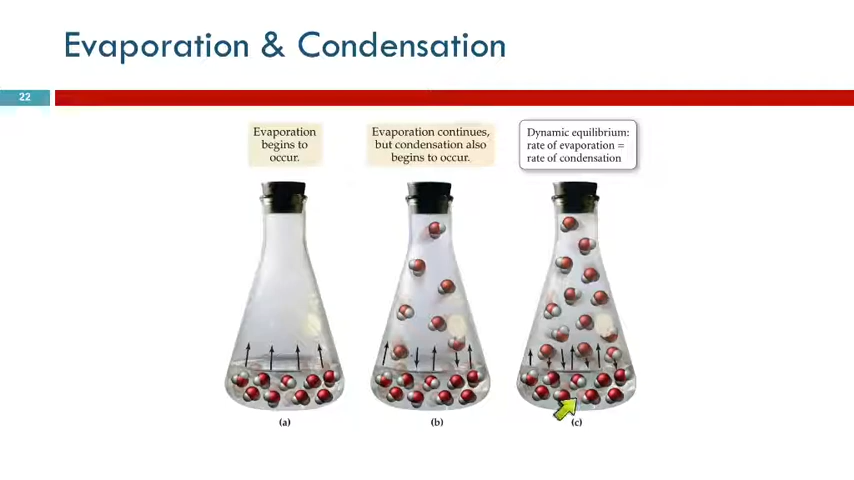 Evaporation & Condensation
22
Evaporation
begins to
occur.
Evaporation continues,
but condensation also
begins to occur.
Dynamic equilibrium:
rate of evaporation =
rate of condensation
(a)
(b)
(c)